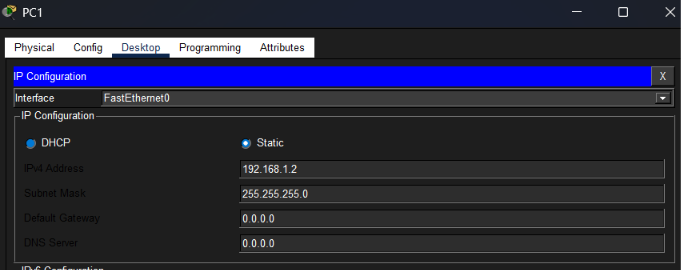 PC1
Physical Config Desktop Programming Attributes
IP Configuration X
Interface FastEthernet0
IP Configuration
DHCP Static
IPv4 Address 192.168.1.2
Subnet Mask 255.255.255.0
Default Gateway 0.0.0.0
DNS Server 0.0.0.0
IPv6 Configuration